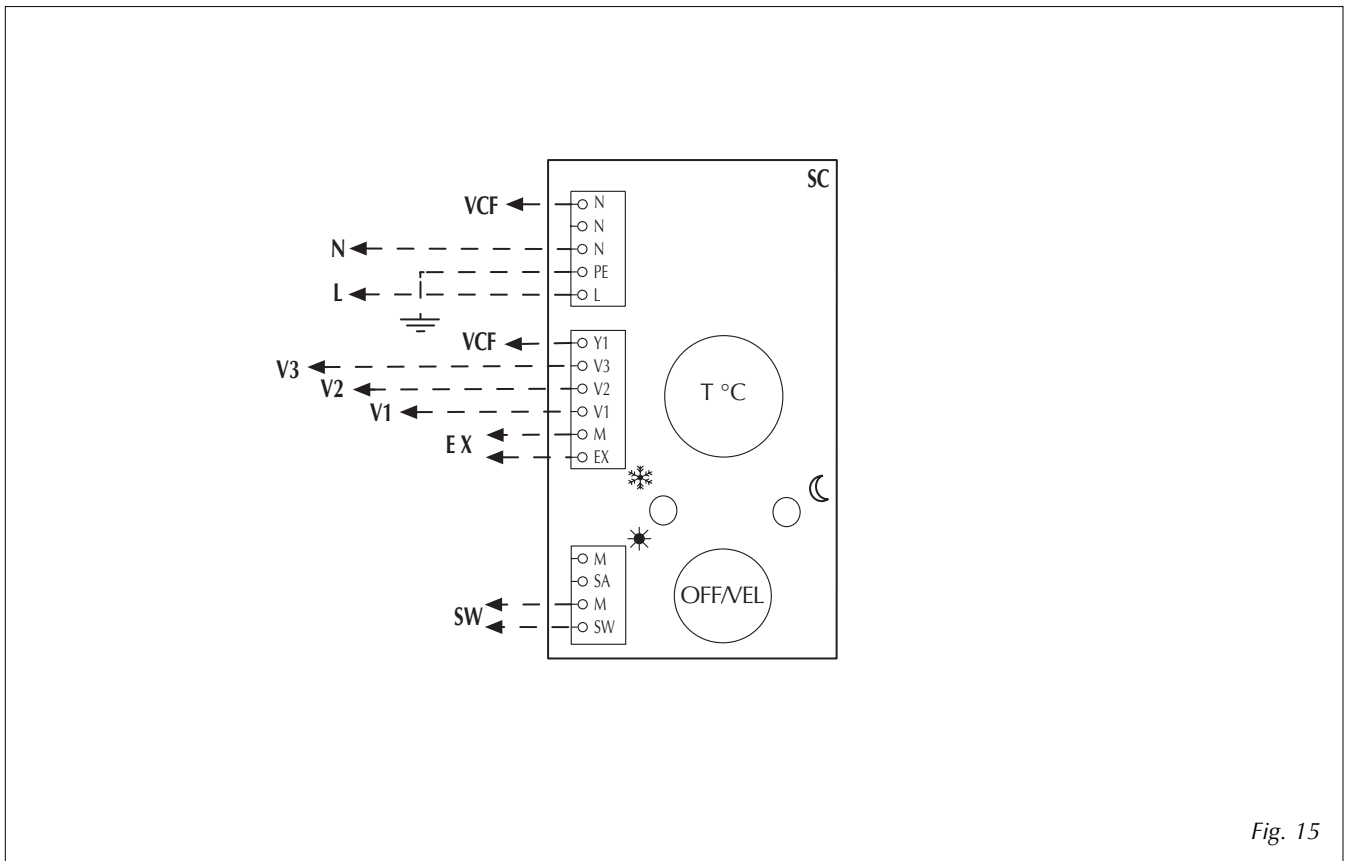 SC
VCF N
N
N N
PE
L L
VCF Y1
V3 V3
V2 V2
V1 V1
M
EX EX
T °C
M
SA
M
SW SW
OFF/VEL
Fig. 15